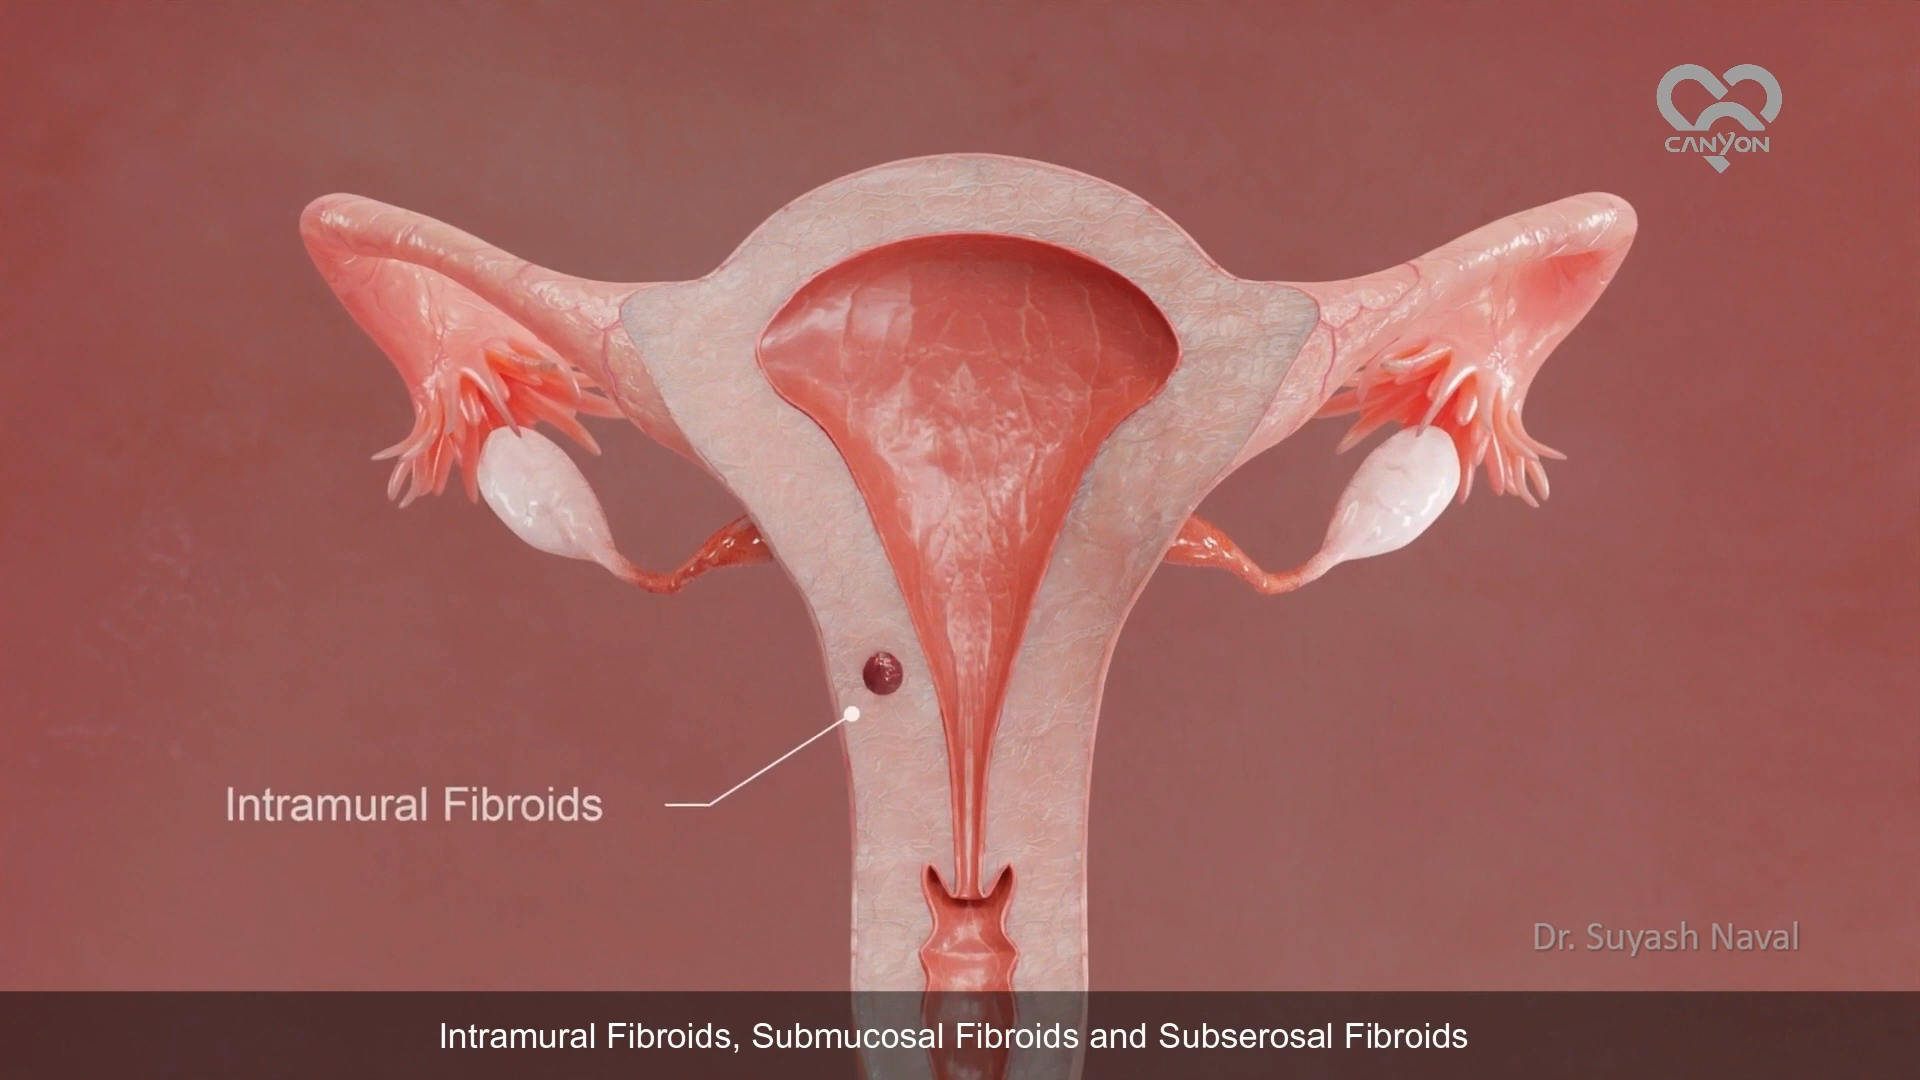 CANYON
Intramural Fibroids
Dr. Suyash Naval
Intramural Fibroids, Submucosal Fibroids and Subserosal Fibroids